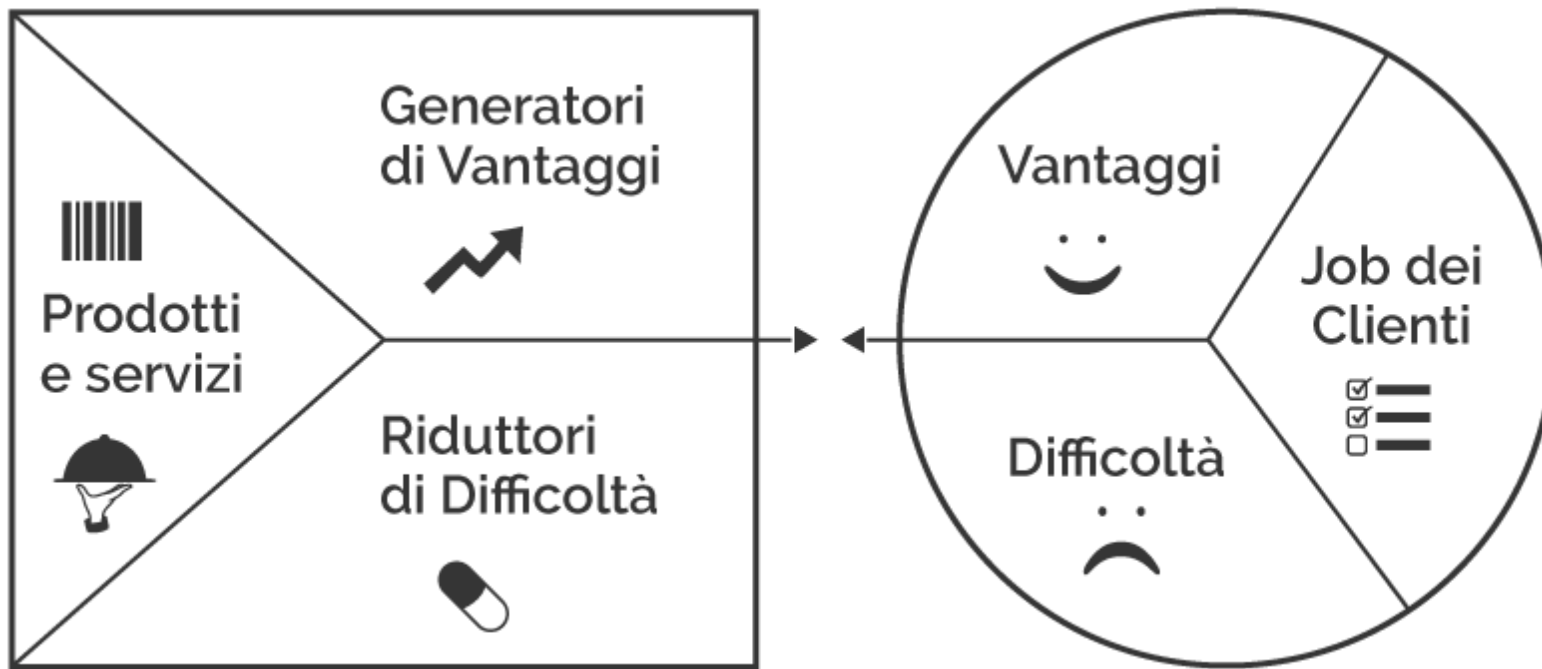 Generatori
di Vantaggi
Prodotti
e servizi
Riduttori
di Difficoltà
Vantaggi
Job dei
Clienti
Difficoltà